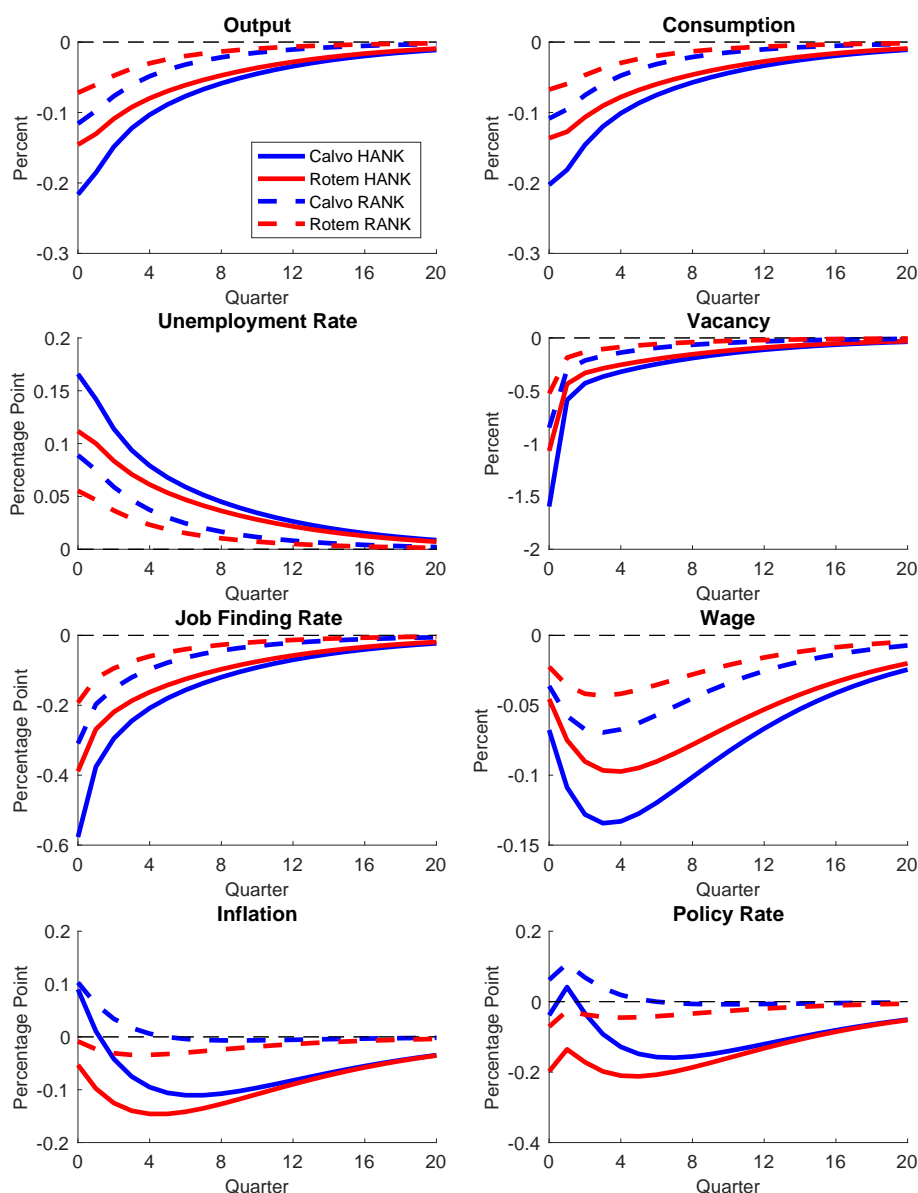 Output
Percent
0
-0.1
-0.2
-0.3
Calvo HANK
Rotem HANK
Calvo RANK
Rotem RANK
0 4 8 12 16 20
Quarter
Consumption
Percent
0
-0.1
-0.2
-0.3
0 4 8 12 16 20
Quarter
Unemployment Rate
Percentage Point
0.2
0.15
0.1
0.05
0
0 4 8 12 16 20
Quarter
Vacancy
Percent
0
-0.5
-1
-1.5
-2
0 4 8 12 16 20
Quarter
Job Finding Rate
Percentage Point
0
-0.2
-0.4
-0.6
0 4 8 12 16 20
Quarter
Wage
Percent
0
-0.05
-0.1
-0.15
0 4 8 12 16 20
Quarter
Inflation
Percentage Point
0.2
0.1
0
-0.1
-0.2
0 4 8 12 16 20
Quarter
Policy Rate
Percentage Point
0.2
0
-0.2
-0.4
0 4 8 12 16 20
Quarter